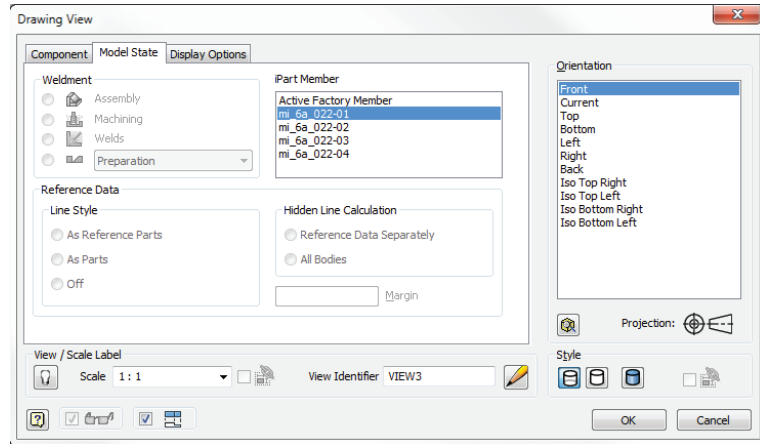 Drawing View
Component Model State Display Options
Weldment
Assembly
Machining
Welds
Preparation
iPart Member
Active Factory Member
mi_6a_022-01
mi_6a_022-02
mi_6a_022-03
mi_6a_022-04
Reference Data
Line Style
As Reference Parts
As Parts
Off
Hidden Line Calculation
Reference Data Separately
All Bodies
Margin
Orientation
Front
Current
Top
Bottom
Left
Right
Back
Iso Top Right
Iso Top Left
Iso Bottom Right
Iso Bottom Left
Projection:
View / Scale Label
Scale 1 : 1
View Identifier VIEW3
Style
OK Cancel